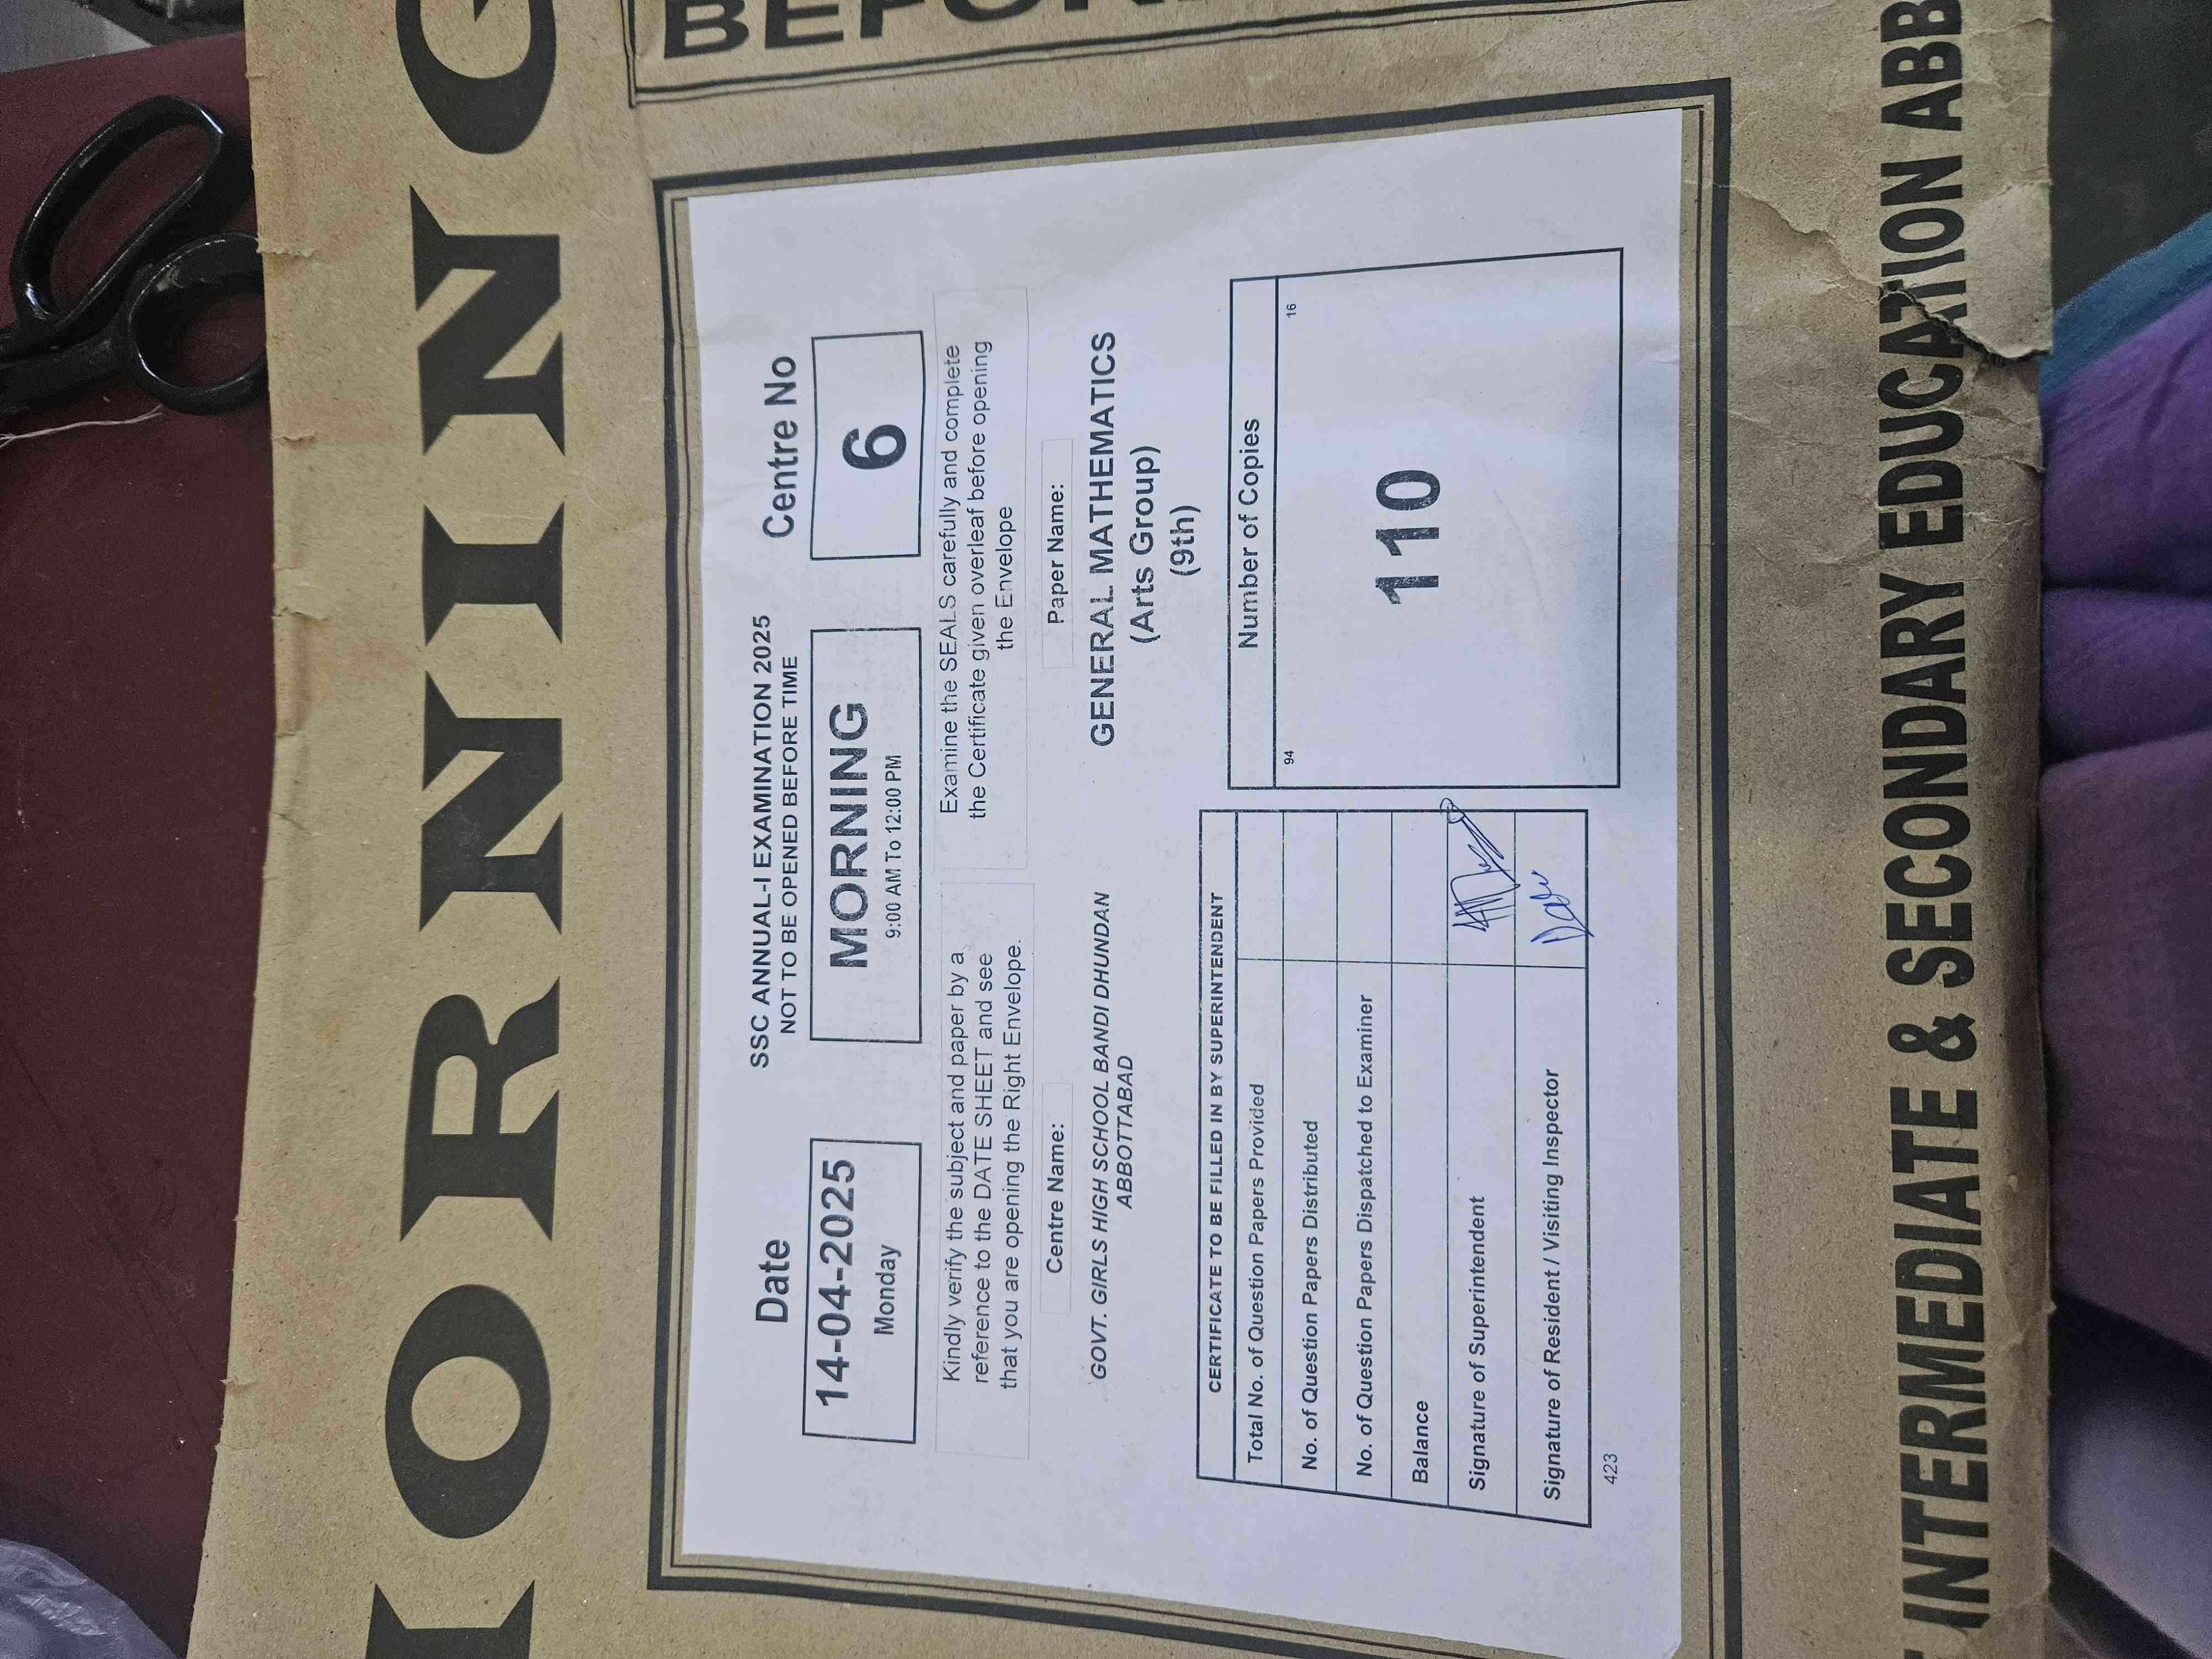 MORNING
BEFOR
SSC ANNUAL-I EXAMINATION 2025
NOT TO BE OPENED BEFORE TIME
Date
Centre No
14-04-2025
Monday
MORNING
9:00 AM To 12:00 PM
6
Kindly verify the subject and paper by a
reference to the DATE SHEET and see
that you are opening the Right Envelope.
Examine the SEALS carefully and complete
the Certificate given overleaf before opening
the Envelope
Centre Name:
GOVT. GIRLS HIGH SCHOOL BANDI DHUNDAN
ABBOTTABAD
Paper Name:
GENERAL MATHEMATICS
(Arts Group)
(9th)
CERTIFICATE TO BE FILLED IN BY SUPERINTENDENT
Total No. of Question Papers Provided
No. of Question Papers Distributed
No. of Question Papers Dispatched to Examiner
Balance
Signature of Superintendent
Signature of Resident / Visiting Inspector
423
Number of Copies
94 16
110
INTERMEDIATE & SECONDARY EDUCATION ABB